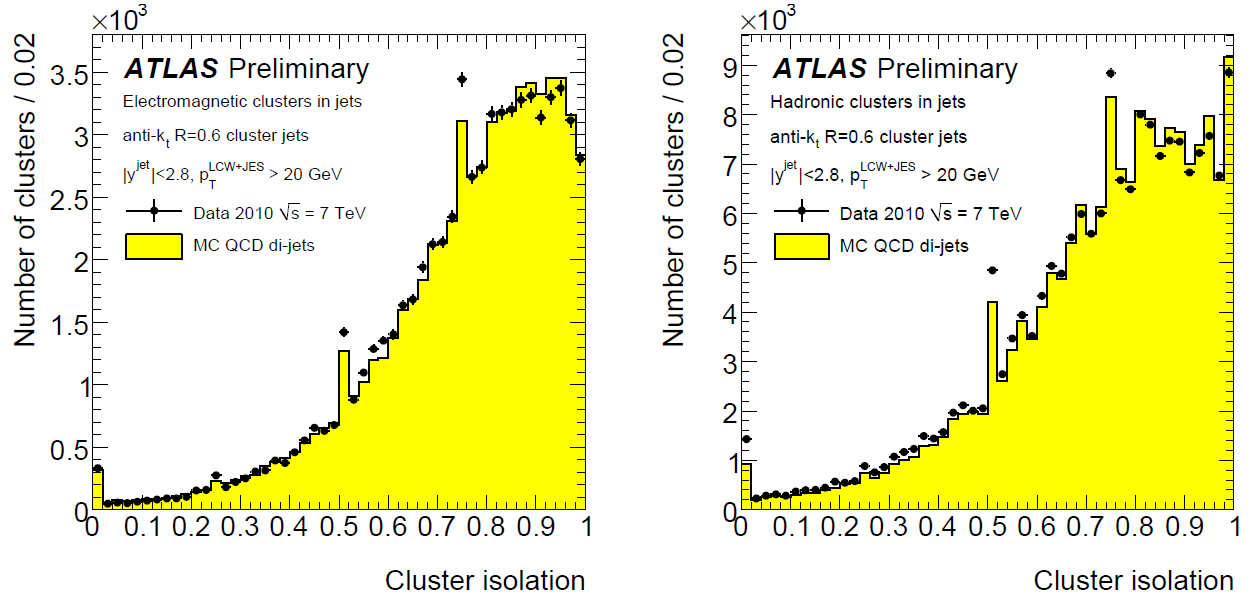 ×10³
Number of clusters / 0.02
3.5
3
2.5
2
1.5
1
0.5
0
ATLAS Preliminary
Electromagnetic clusters in jets
anti-kt R=0.6 cluster jets
|y^jet|<2.8, p_T^LCW+JES > 20 GeV
Data 2010 √s = 7 TeV
MC QCD di-jets
0 0.1 0.2 0.3 0.4 0.5 0.6 0.7 0.8 0.9 1
Cluster isolation
×10³
Number of clusters / 0.02
9
8
7
6
5
4
3
2
1
0
ATLAS Preliminary
Hadronic clusters in jets
anti-kt R=0.6 cluster jets
|y^jet|<2.8, p_T^LCW+JES > 20 GeV
Data 2010 √s = 7 TeV
MC QCD di-jets
0 0.1 0.2 0.3 0.4 0.5 0.6 0.7 0.8 0.9 1
Cluster isolation